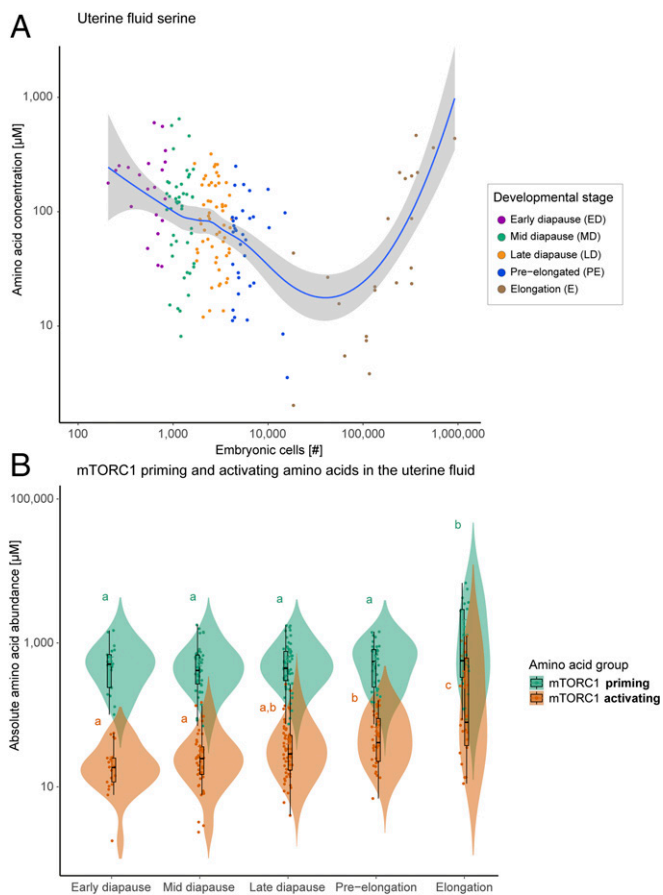 A
Uterine fluid serine
Amino acid concentration [µM]
1,000
100
10
100
1,000
10,000
100,000
1,000,000
Embryonic cells [#]
Developmental stage
Early diapause (ED)
Mid diapause (MD)
Late diapause (LD)
Pre−elongated (PE)
Elongation (E)
B
mTORC1 priming and activating amino acids in the uterine fluid
Absolute amino acid abundance [µM]
100,000
1,000
10
a
a
a
a
b
a
a
a,b
b
c
Early diapause
Mid diapause
Late diapause
Pre−elongation
Elongation
Amino acid group
mTORC1 priming
mTORC1 activating